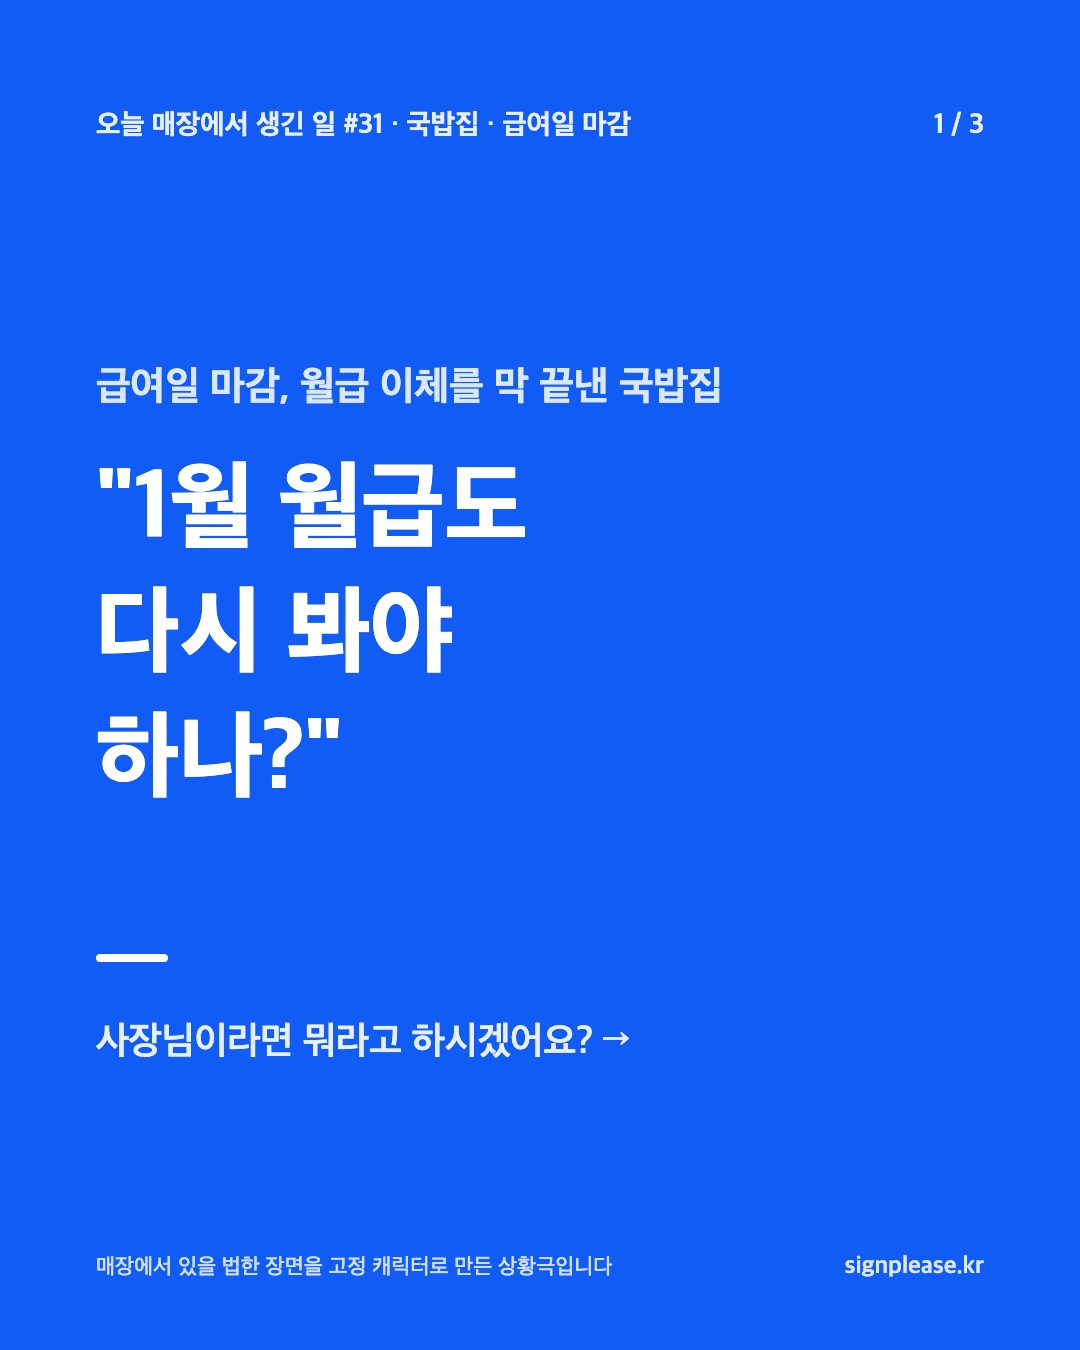 오늘 매장에서 생긴 일 #31 · 국밥집 · 급여일 마감
1 / 3
급여일 마감, 월급 이체를 막 끝낸 국밥집
"1월 월급도
다시 봐야
하나?"
사장님이라면 뭐라고 하시겠어요? →
매장에서 있을 법한 장면을 고정 캐릭터로 만든 상황극입니다
signplease.kr